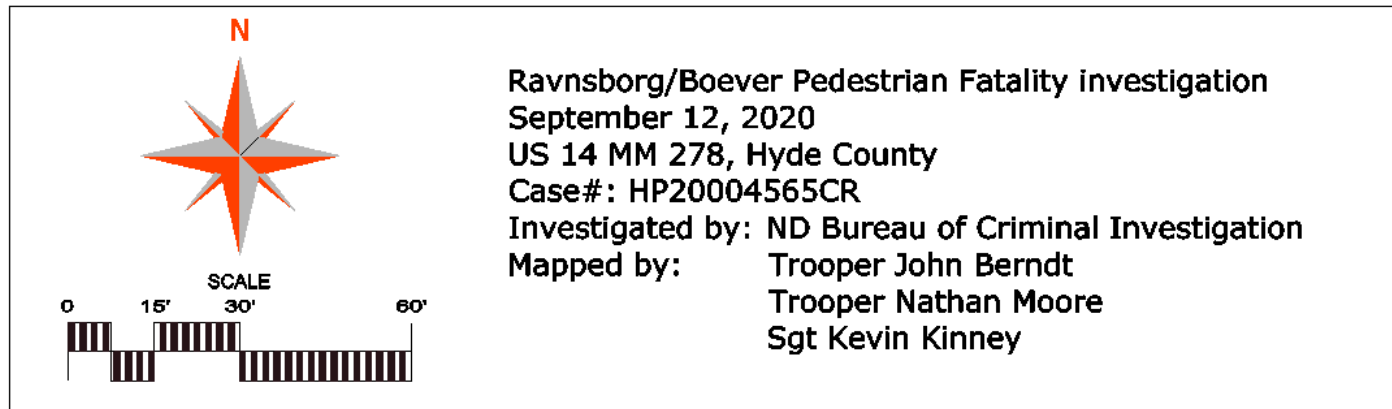 N
SCALE
0 15' 30' 60'
Ravnsborg/Boever Pedestrian Fatality investigation
September 12, 2020
US 14 MM 278, Hyde County
Case#: HP20004565CR
Investigated by: ND Bureau of Criminal Investigation
Mapped by: Trooper John Berndt
Trooper Nathan Moore
Sgt Kevin Kinney